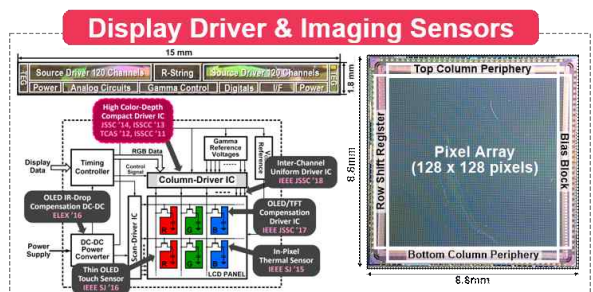 Display Driver & Imaging Sensors
15 mm
1.8 mm
Source Driver 120 Channels
R-String
Source Driver 120 Channels
Power
Analog Circuits
Gamma Control
Digitals
I/F
Power
High Color-Depth
Compact Driver IC
JSSC '14, ISSCC '13
TCAS '12, ISSCC '11
RGB Data
Display
Data
Timing
Controller
Control
Signal
Gamma
Reference
Voltages
Reference
Inter-Channel
Uniform Driver IC
IEEE JSSC '18
Column-Driver IC
OLED IR-Drop
Compensation DC-DC
ELEX '16
Scan-Driver IC
R
G
B
OLED/TFT
Compensation
Driver IC
IEEE JSSC '17
Power
Supply
DC-DC
Power
Converter
R
G
B
In-Pixel
Thermal Sensor
IEEE SJ '15
Thin OLED
Touch Sensor
IEEE SJ '16
LCD PANEL
Top Column Periphery
Row Shift Register
Pixel Array
(128 x 128 pixels)
Bias Block
Bottom Column Periphery